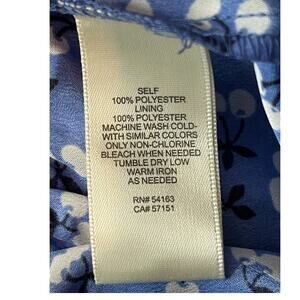 SELF
100% POLYESTER
LINING
100% POLYESTER
MACHINE WASH COLD-
WITH SIMILAR COLORS
ONLY NON-CHLORINE
BLEACH WHEN NEEDED
TUMBLE DRY LOW
WARM IRON
AS NEEDED
RN# 54163
CA# 57151